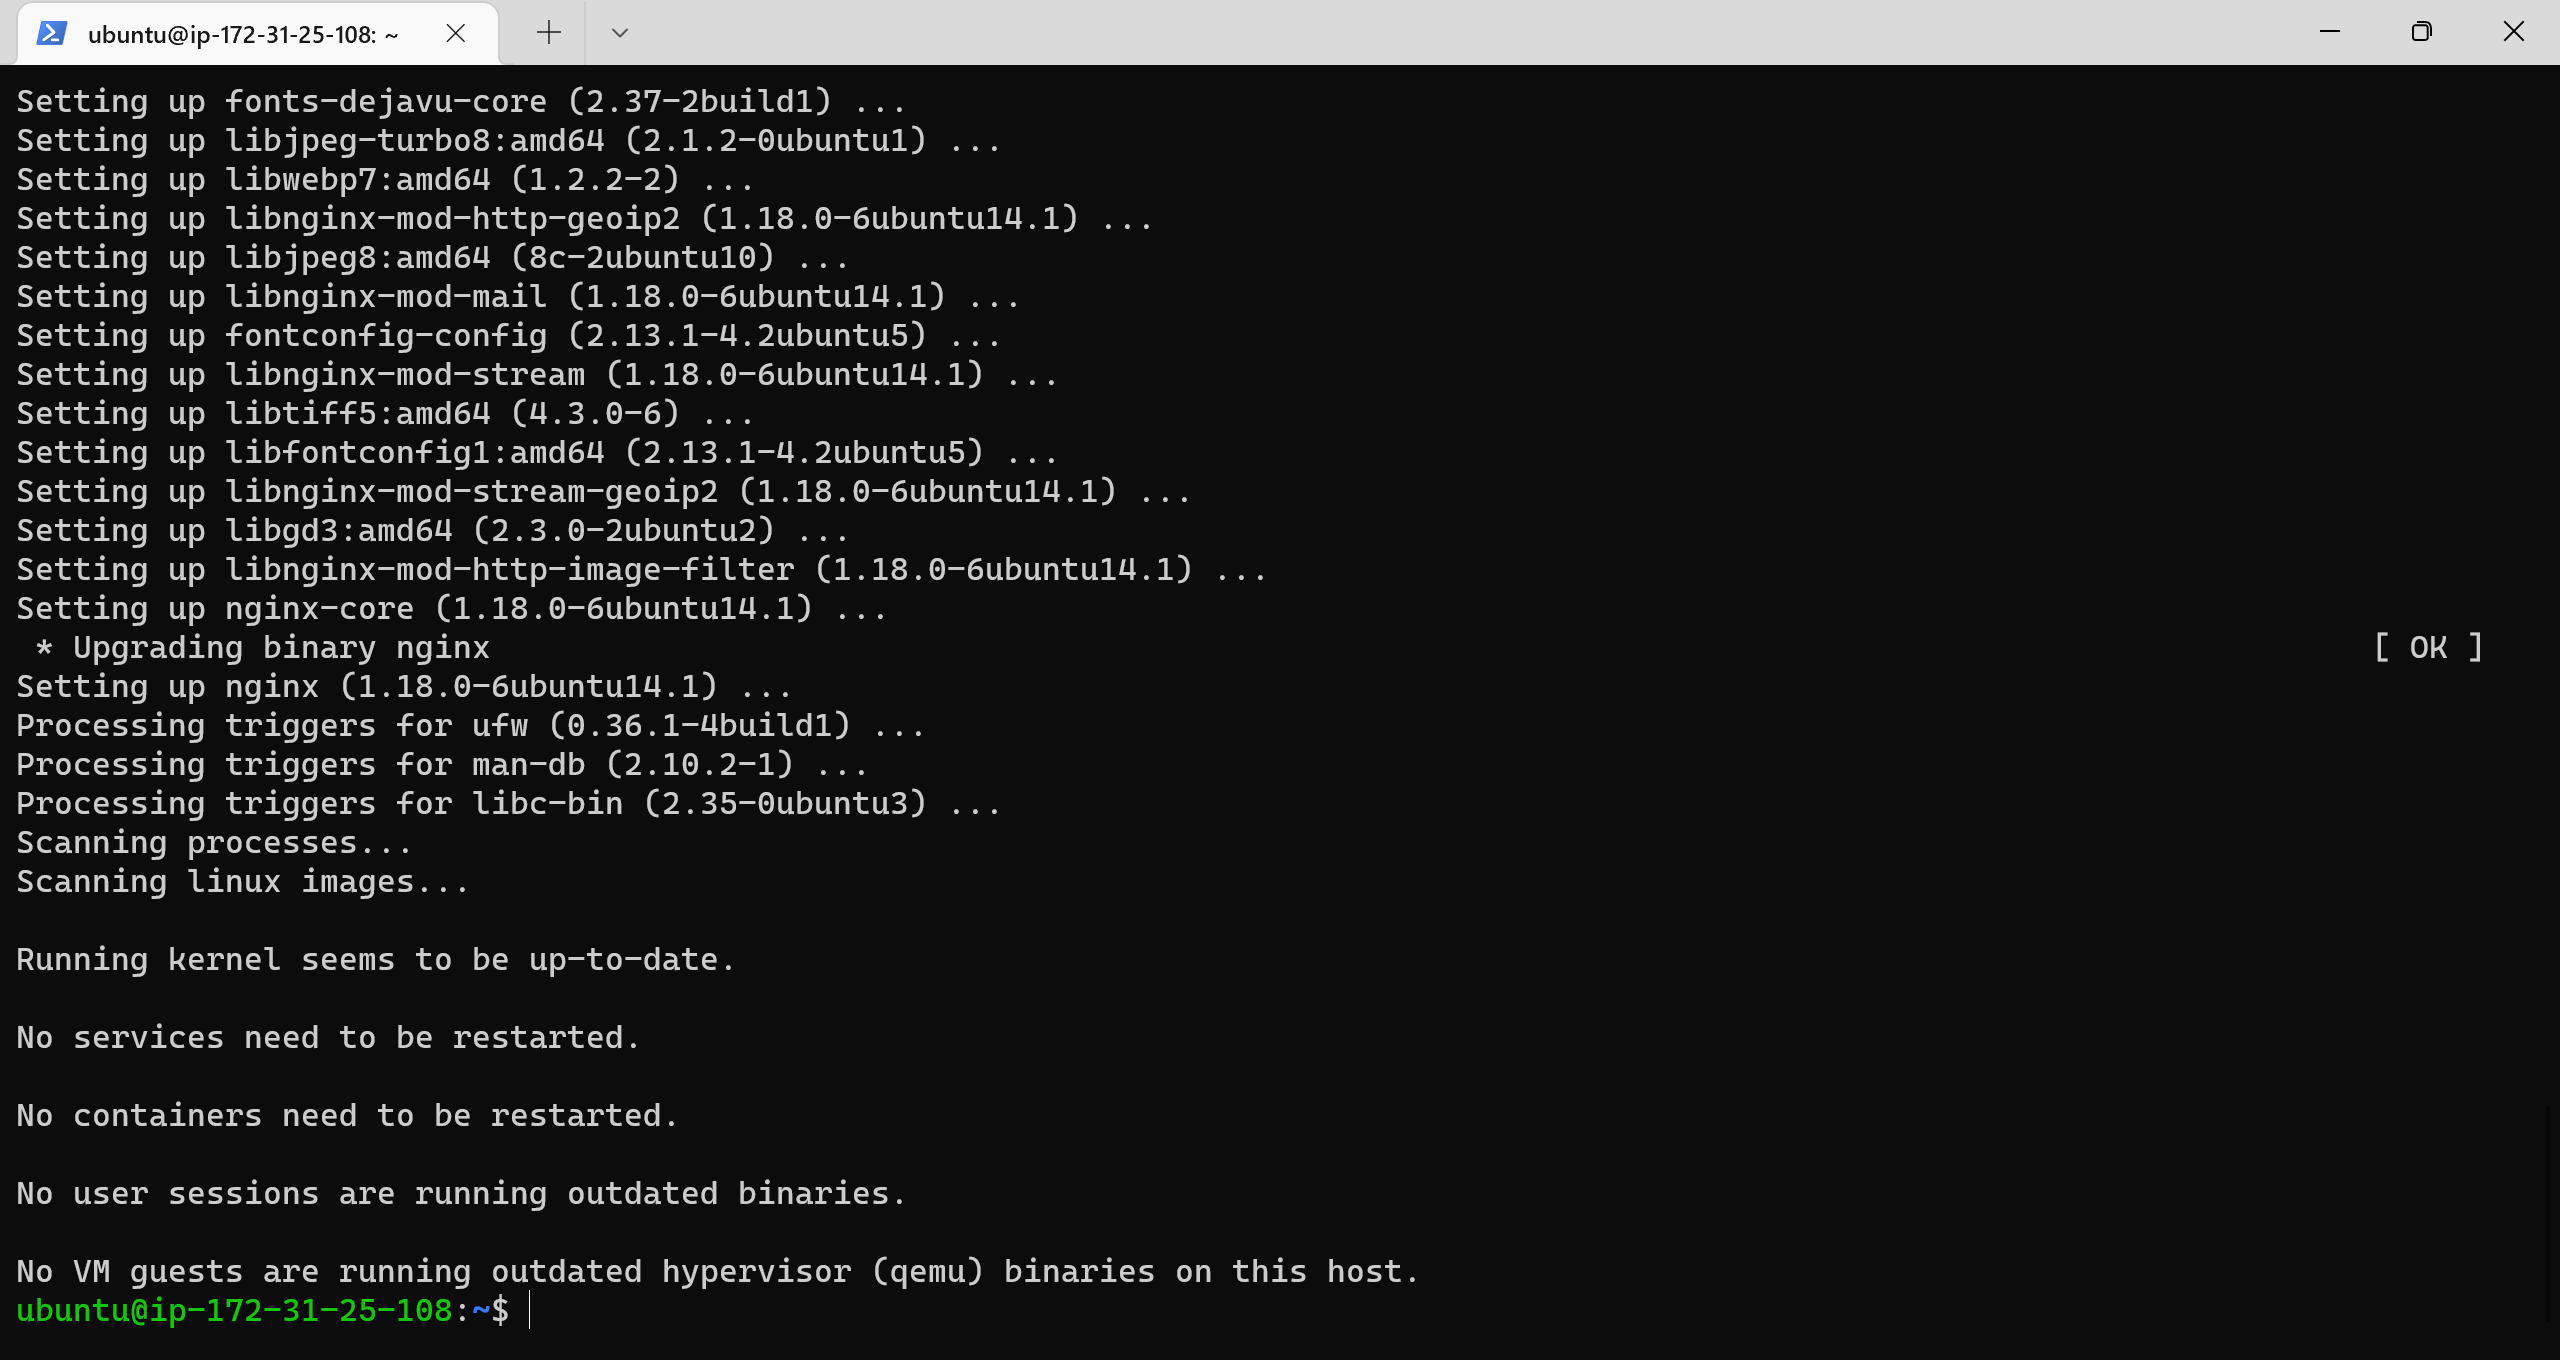 ubuntu@ip-172-31-25-108: ~
Setting up fonts-dejavu-core (2.37-2build1) ...
Setting up libjpeg-turbo8:amd64 (2.1.2-0ubuntu1) ...
Setting up libwebp7:amd64 (1.2.2-2) ...
Setting up libnginx-mod-http-geoip2 (1.18.0-6ubuntu14.1) ...
Setting up libjpeg8:amd64 (8c-2ubuntu10) ...
Setting up libnginx-mod-mail (1.18.0-6ubuntu14.1) ...
Setting up fontconfig-config (2.13.1-4.2ubuntu5) ...
Setting up libnginx-mod-stream (1.18.0-6ubuntu14.1) ...
Setting up libtiff5:amd64 (4.3.0-6) ...
Setting up libfontconfig1:amd64 (2.13.1-4.2ubuntu5) ...
Setting up libnginx-mod-stream-geoip2 (1.18.0-6ubuntu14.1) ...
Setting up libgd3:amd64 (2.3.0-2ubuntu2) ...
Setting up libnginx-mod-http-image-filter (1.18.0-6ubuntu14.1) ...
Setting up nginx-core (1.18.0-6ubuntu14.1) ...
 * Upgrading binary nginx [ OK ]
Setting up nginx (1.18.0-6ubuntu14.1) ...
Processing triggers for ufw (0.36.1-4build1) ...
Processing triggers for man-db (2.10.2-1) ...
Processing triggers for libc-bin (2.35-0ubuntu3) ...
Scanning processes...
Scanning linux images...
Running kernel seems to be up-to-date.
No services need to be restarted.
No containers need to be restarted.
No user sessions are running outdated binaries.
No VM guests are running outdated hypervisor (qemu) binaries on this host.
ubuntu@ip-172-31-25-108:~$